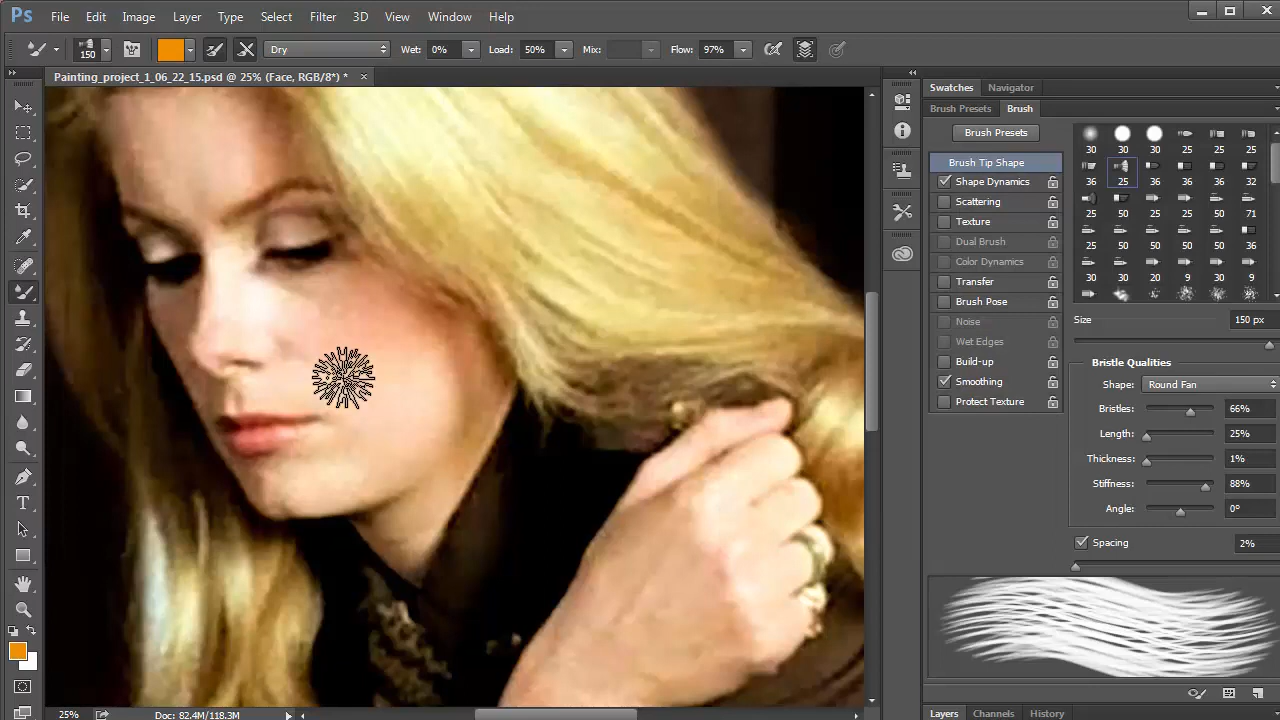 Ps File Edit Image Layer Type Select Filter 3D View Window Help
150 Dry Wet: 0% Load: 50% Mix: Flow: 97%
Painting_project_1_06_22_15.psd @ 25% (Face, RGB/8*) * ×
Swatches Navigator
Brush Presets Brush
Brush Presets
Brush Tip Shape
Shape Dynamics
Scattering
Texture
Dual Brush
Color Dynamics
Transfer
Brush Pose
Noise
Wet Edges
Build-up
Smoothing
Protect Texture
30 30 30 25 25 25
36 25 36 36 36 32
25 50 25 25 50 71
25 50 50 50 50 36
30 30 20 9 30 9
Size 150 px
Bristle Qualities
Shape: Round Fan
Bristles: 66%
Length: 25%
Thickness: 1%
Stiffness: 88%
Angle: 0°
Spacing 2%
25% Doc: 82.4M/118.3M
Layers Channels History